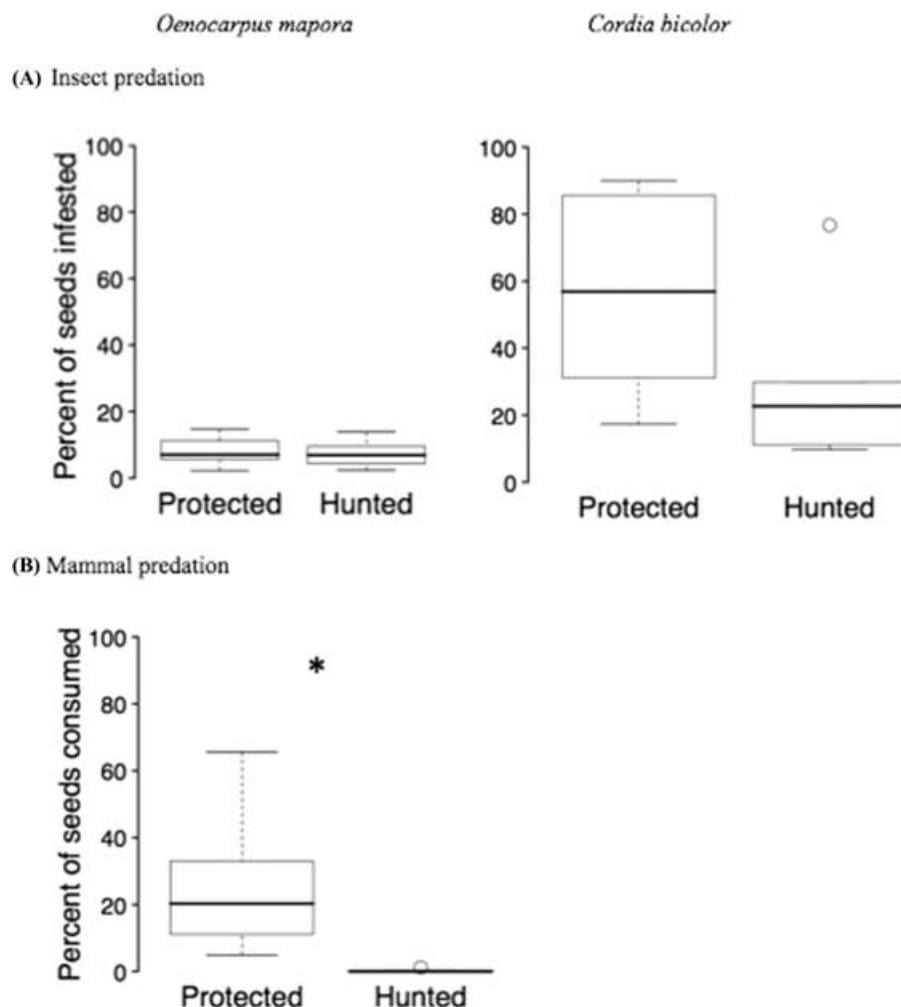 Oenocarpus mapora Cordia bicolor
(A) Insect predation
Percent of seeds infested
100
80
60
40
20
0
Protected Hunted
100
80
60
40
20
0
Protected Hunted
(B) Mammal predation
Percent of seeds consumed
100
80
60
40
20
0
*
Protected Hunted